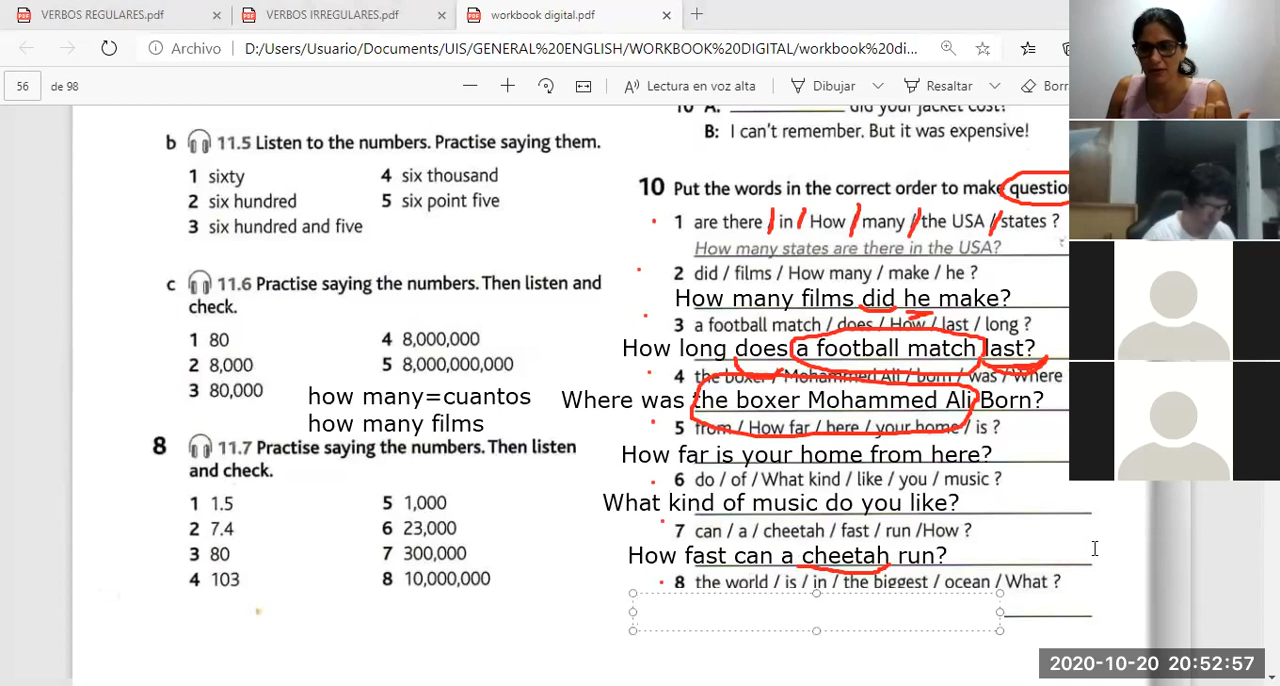 VERBOS REGULARES.pdf
VERBOS IRREGULARES.pdf
workbook digital.pdf
Archivo
D:/Users/Usuario/Documents/UIS/GENERAL%20ENGLISH/WORKBOOK%20DIGITAL/workbook%20di...
56 de 98
Lectura en voz alta
Dibujar
Resaltar
b 11.5 Listen to the numbers. Practise saying them.
1 sixty
2 six hundred
3 six hundred and five
4 six thousand
5 six point five
c 11.6 Practise saying the numbers. Then listen and
check.
1 80
2 8,000
3 80,000
4 8,000,000
5 8,000,000,000
how many=cuantos
how many films
8 11.7 Practise saying the numbers. Then listen
and check.
1 1.5
2 7.4
3 80
4 103
5 1,000
6 23,000
7 300,000
8 10,000,000
10 A: did your jacket cost?
B: I can't remember. But it was expensive!
10 Put the words in the correct order to make
1 are there / in / How / many / the USA / states ?
How many states are there in the USA?
2 did / films / How many / make / he ?
How many films did he make?
3 a football match / does / How / last / long ?
How long does a football match last?
4 the boxer / Mohammed Ali / born / was / Where
Where was the boxer Mohammed Ali Born?
5 from / How far / here / your home / is ?
How far is your home from here?
6 do / of / What kind / like / you / music ?
What kind of music do you like?
7 can / a / cheetah / fast / run /How ?
How fast can a cheetah run?
8 the world / is / in / the biggest / ocean / What ?
2020-10-20 20:52:57